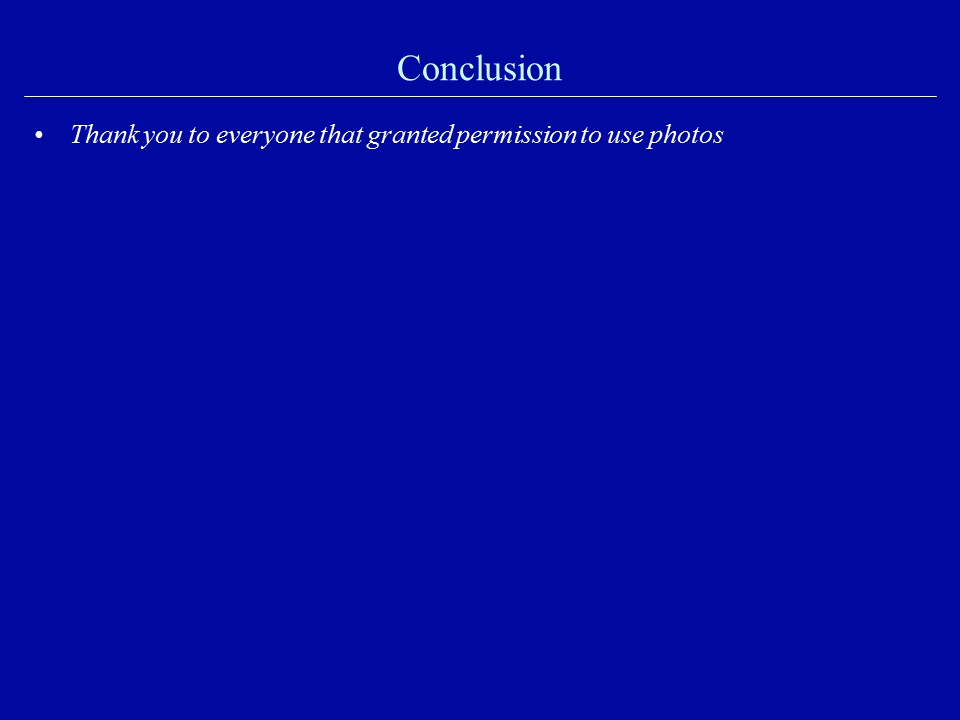 Conclusion
• Thank you to everyone that granted permission to use photos